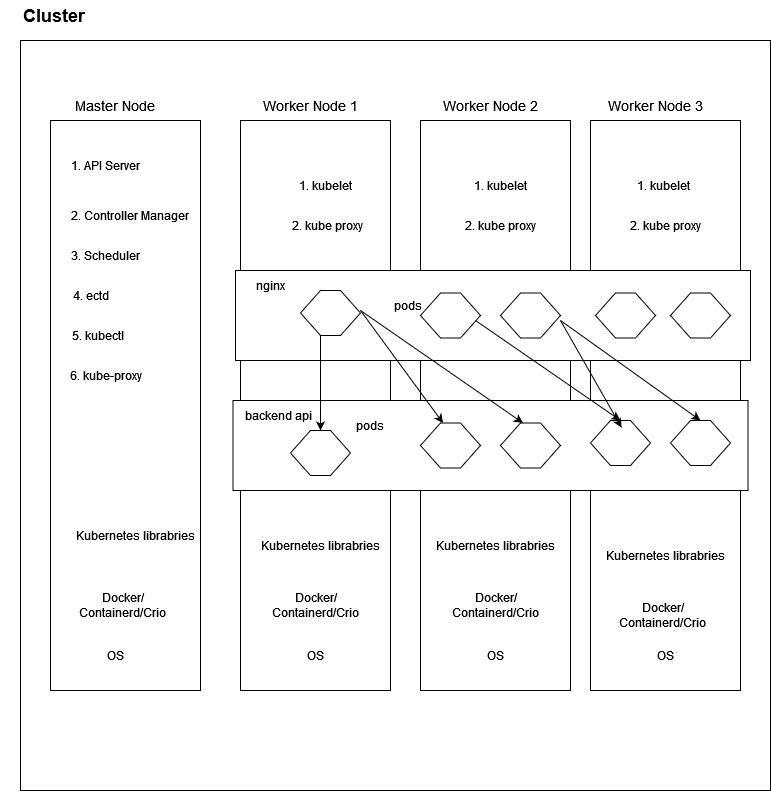 Cluster
Master Node
1. API Server
2. Controller Manager
3. Scheduler
4. ectd
5. kubectl
6. kube-proxy
Kubernetes librabries
Docker/
Containerd/Crio
OS
Worker Node 1
1. kubelet
2. kube proxy
Worker Node 2
1. kubelet
2. kube proxy
Worker Node 3
1. kubelet
2. kube proxy
nginx
pods
backend api
pods
Kubernetes librabries
Docker/
Containerd/Crio
OS
Kubernetes librabries
Docker/
Containerd/Crio
OS
Kubernetes librabries
Docker/
Containerd/Crio
OS